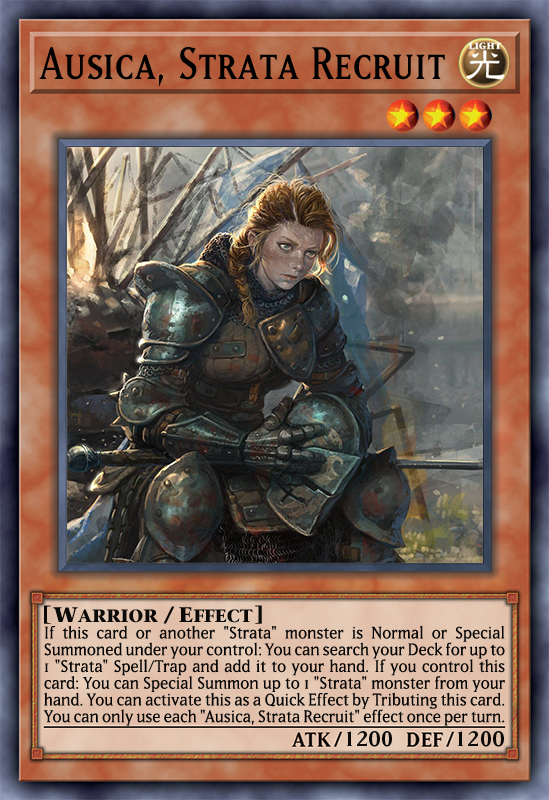 Ausica, Strata Recruit
LIGHT
光
[Warrior / Effect]
If this card or another "Strata" monster is Normal or Special
Summoned under your control: You can search your Deck for up to
1 "Strata" Spell/Trap and add it to your hand. If you control this
card: You can Special Summon up to 1 "Strata" monster from your
hand. You can activate this as a Quick Effect by Tributing this card.
You can only use each "Ausica, Strata Recruit" effect once per turn.
ATK/1200 DEF/1200